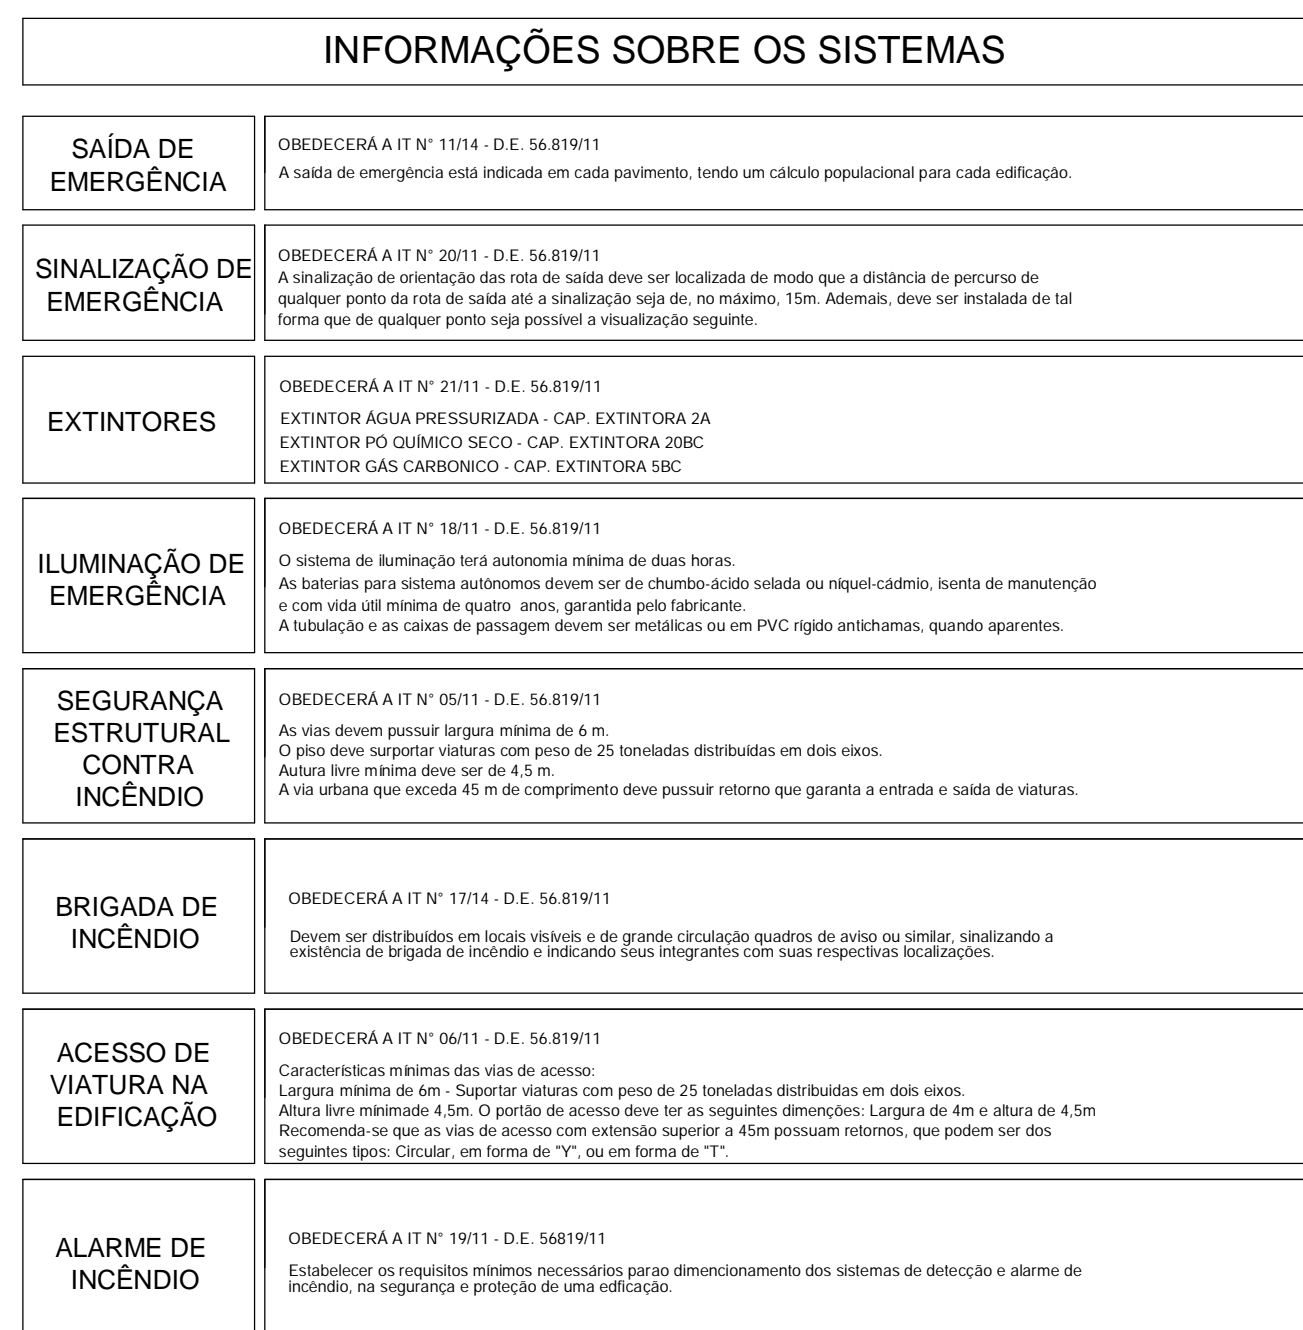 INFORMAÇÕES SOBRE OS SISTEMAS
SAÍDA DE
EMERGÊNCIA
OBEDECERÁ A IT N° 11/14 - D.E. 56.819/11
A saída de emergência está indicada em cada pavimento, tendo um cálculo populacional para cada edificação.
SINALIZAÇÃO DE
EMERGÊNCIA
OBEDECERÁ A IT N° 20/11 - D.E. 56.819/11
A sinalização de orientação das rota de saída deve ser localizada de modo que a distância de percurso de
qualquer ponto da rota de saída até a sinalização seja de, no máximo, 15m. Ademais, deve ser instalada de tal
forma que de qualquer ponto seja possível a visualização seguinte.
EXTINTORES
OBEDECERÁ A IT N° 21/11 - D.E. 56.819/11
EXTINTOR ÁGUA PRESSURIZADA - CAP. EXTINTORA 2A
EXTINTOR PÓ QUÍMICO SECO - CAP. EXTINTORA 20BC
EXTINTOR GÁS CARBONICO - CAP. EXTINTORA 5BC
ILUMINAÇÃO DE
EMERGÊNCIA
OBEDECERÁ A IT N° 18/11 - D.E. 56.819/11
O sistema de iluminação terá autonomia mínima de duas horas.
As baterias para sistema autônomos devem ser de chumbo-ácido selada ou níquel-cádmio, isenta de manutenção
e com vida útil mínima de quatro anos, garantida pelo fabricante.
A tubulação e as caixas de passagem devem ser metálicas ou em PVC rígido antichamas, quando aparentes.
SEGURANÇA
ESTRUTURAL
CONTRA
INCÊNDIO
OBEDECERÁ A IT N° 05/11 - D.E. 56.819/11
As vias devem pussuir largura mínima de 6 m.
O piso deve surportar viaturas com peso de 25 toneladas distribuídas em dois eixos.
Autura livre mínima deve ser de 4,5 m.
A via urbana que exceda 45 m de comprimento deve pussuir retorno que garanta a entrada e saída de viaturas.
BRIGADA DE
INCÊNDIO
OBEDECERÁ A IT N° 17/14 - D.E. 56.819/11
Devem ser distribuídos em locais visíveis e de grande circulação quadros de aviso ou similar, sinalizando a
existência de brigada de incêndio e indicando seus integrantes com suas respectivas localizações.
ACESSO DE
VIATURA NA
EDIFICAÇÃO
OBEDECERÁ A IT N° 06/11 - D.E. 56.819/11
Características mínimas das vias de acesso:
Largura mínima de 6m - Suportar viaturas com peso de 25 toneladas distribuidas em dois eixos.
Altura livre mínimade 4,5m. O portão de acesso deve ter as seguintes dimenções: Largura de 4m e altura de 4,5m
Recomenda-se que as vias de acesso com extensão superior a 45m possuam retornos, que podem ser dos
seguintes tipos: Circular, em forma de "Y", ou em forma de "T".
ALARME DE
INCÊNDIO
OBEDECERÁ A IT N° 19/11 - D.E. 56819/11
Estabelecer os requisitos mínimos necessários parao dimencionamento dos sistemas de detecção e alarme de
incêndio, na segurança e proteção de uma edficação.